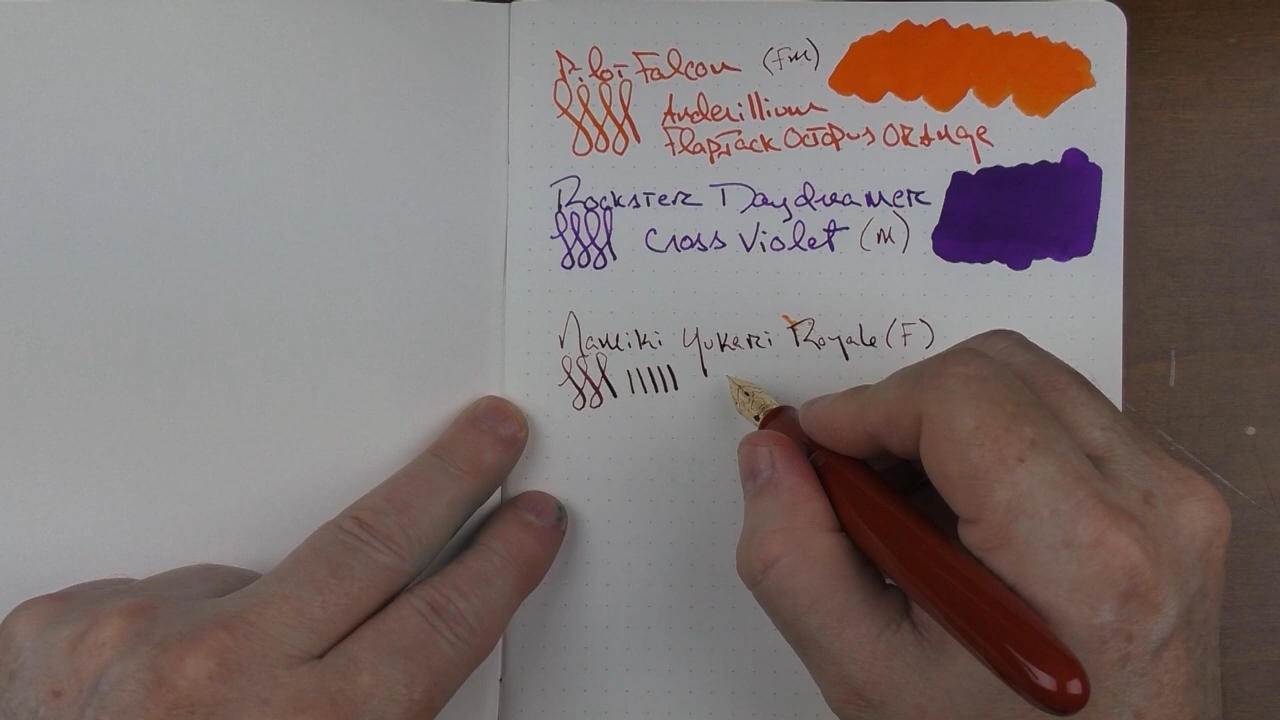 Pilot Falcon (FM)
Anderillium
Flapjack Octopus ORANge
Rockster Daydreamer
Cross Violet (M)
Namiki Yukari Royale (F)